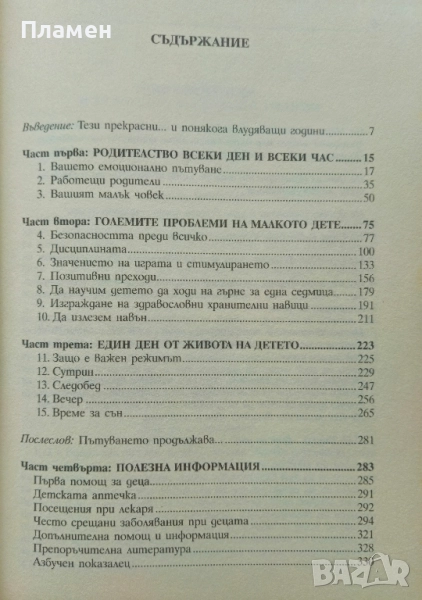 Пламен
СЪДЪРЖАНИЕ
Въведение: Тези прекрасни... и понякога влудяващи години ... 7
Част първа: РОДИТЕЛСТВО ВСЕКИ ДЕН И ВСЕКИ ЧАС ... 15
1. Вашето емоционално пътуване ... 17
2. Работещи родители ... 35
3. Вашият малък човек ... 50
Част втора: ГОЛЕМИТЕ ПРОБЛЕМИ НА МАЛКОТО ДЕТЕ ... 75
4. Безопасността преди всичко ... 77
5. Дисциплината ... 100
6. Значението на играта и стимулирането ... 133
7. Позитивни преходи ... 156
8. Да научим детето да ходи на гърне за една седмица ... 179
9. Изграждане на здравословни хранителни навици ... 191
10. Да излезем навън ... 211
Част трета: ЕДИН ДЕН ОТ ЖИВОТА НА ДЕТЕТО ... 223
11. Защо е важен режимът ... 225
12. Сутрин ... 229
13. Следобед ... 247
14. Вечер ... 256
15. Време за сън ... 265
Послеслов: Пътуването продължава... ... 281
Част четвърта: ПОЛЕЗНА ИНФОРМАЦИЯ ... 283
Първа помощ за деца ... 285
Детската аптечка ... 291
Посещения при лекаря ... 292
Често срещани заболявания при децата ... 294
Допълнителна помощ и информация ... 321
Препоръчителна литература ... 328
Азбучен показалец
bazar